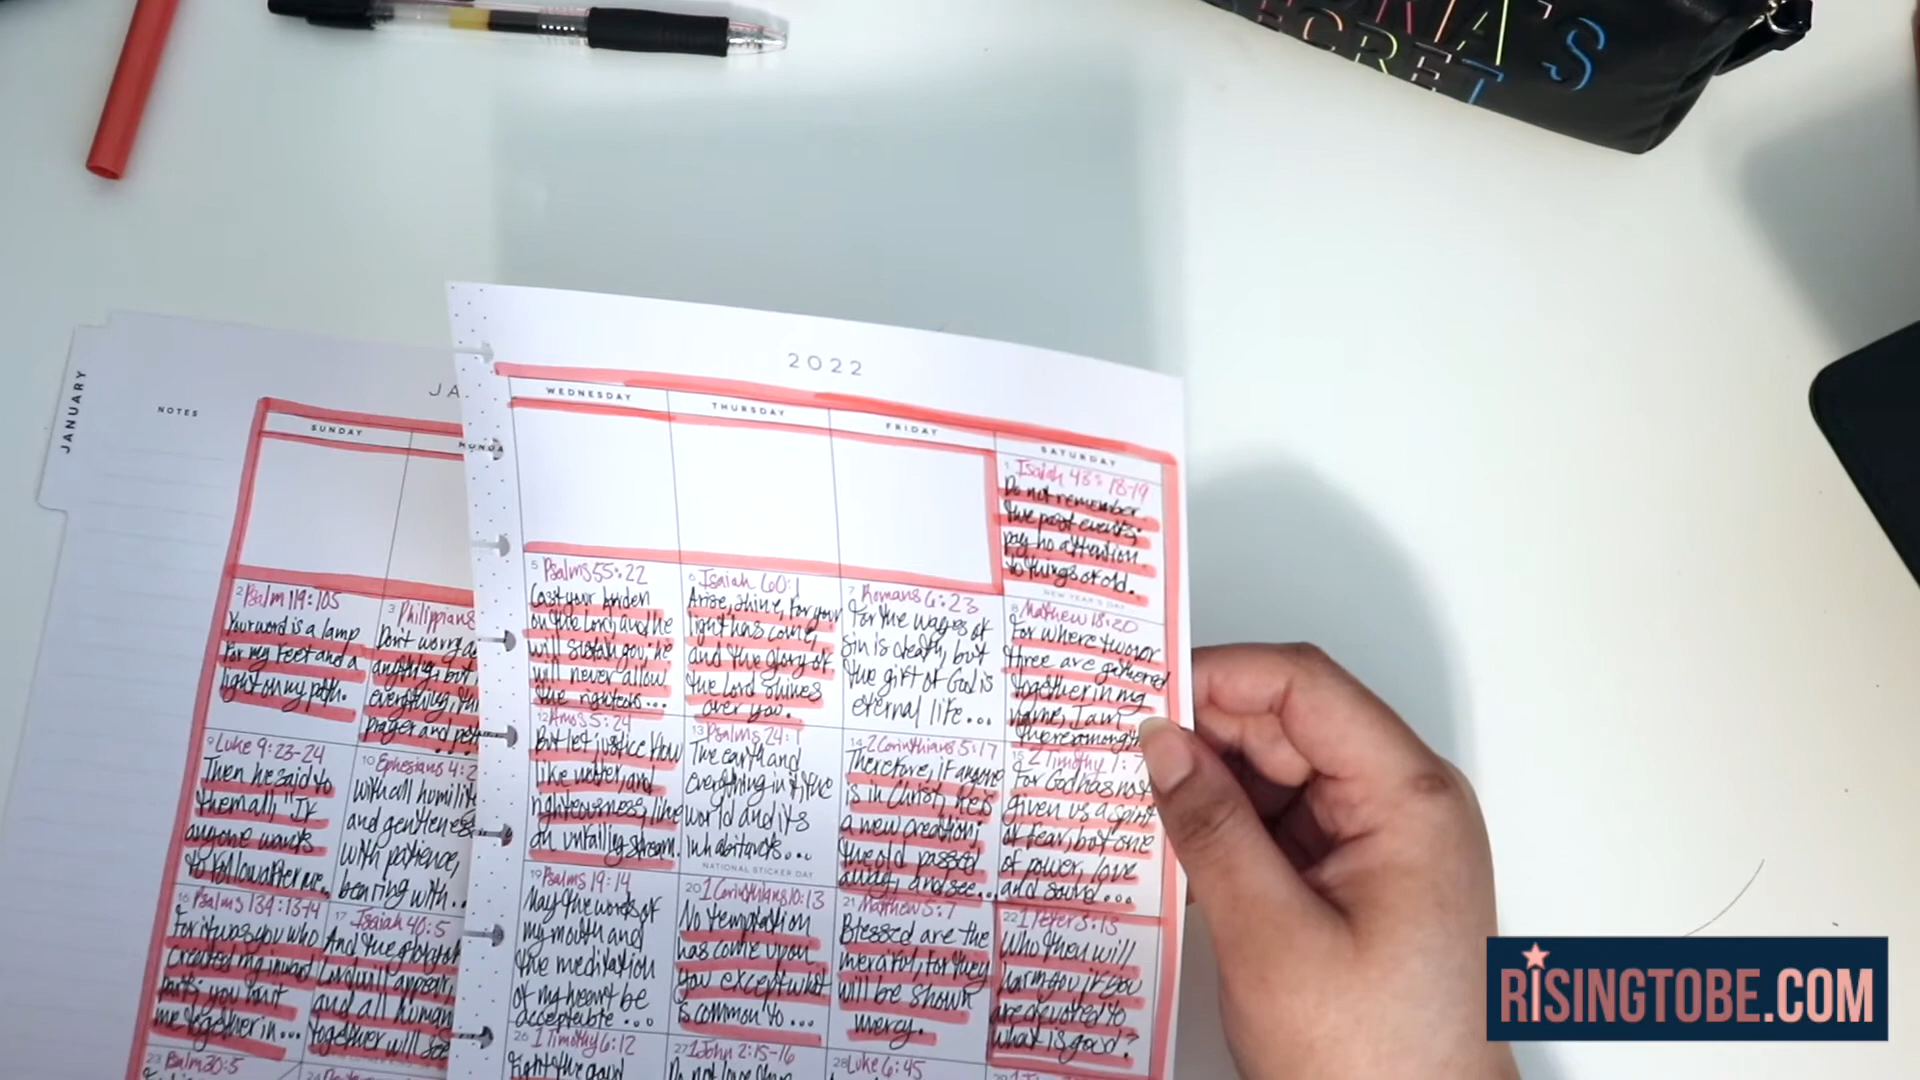 VICTORIA'S
SECRET
JANUARY
NOTES
JA
SUNDAY
MONDA
2 Psalm 119:105
Your word is a lamp
for my feet and a
light on my path.
3 Philippians
Don't worry a
anything, but
everything, th
prayer and pet
9 Luke 9:23-24
Then he said to
them all, "If
anyone wants
to follow after me.
10 Ephesians 4:2
with all humilit
and gentleness
with patience,
bearing with..
16 Psalms 139:13-14
For it was you who
created my inward
parts; you knit
me together in...
17 Isaiah 40:5
And the glory of
Lord will appear,
and all human
together will see
23 Psalm 30:5
24
2022
WEDNESDAY
THURSDAY
FRIDAY
SATURDAY
1 Isaiah 43:18-19
Do not remember
the past events;
pay no attention
to things of old.
NEW YEAR'S DAY
5 Psalms 55:22
Cast your burden
on the Lord, and he
will sustain you; he
will never allow
the righteous...
6 Isaiah 60:1
Arise, shine, for your
light has come,
and the glory of
the Lord shines
over you.
7 Romans 6:23
For the wages of
sin is death, but
the gift of God is
eternal life...
8 Mathew 18:20
For where two or
three are gathered
together in my
name, I am
there among th
12 Amos 5:24
But let justice flow
like water, and
righteousness, like
an unfailing stream.
13 Psalms 24:1
The earth and
everything in it, the
world and its
inhabitants...
NATIONAL STICKER DAY
14 2 Corinthians 5:17
Therefore, if anyone
is in Christ, he is
a new creation;
the old passed
away, and see...
15 2 Timothy 1:7
For God has not
given us a spirit
of fear, but one
of power, love
and sound...
19 Psalms 19:14
May the words of
my mouth and
the meditation
of my heart be
acceptable...
20 1 Corinthians 10:13
No temptation
has come upon
you except what
is common to...
21 Matthew 5:7
Blessed are the
merciful, for they
will be shown
mercy.
22 1 Peter 3:13
Who then will
harm you if you
are devoted to
what is good?
26 1 Timothy 6:12
Fight the good
27 1 John 2:15-16
Do not love the
28 Luke 6:45
RISINGTOBE.COM